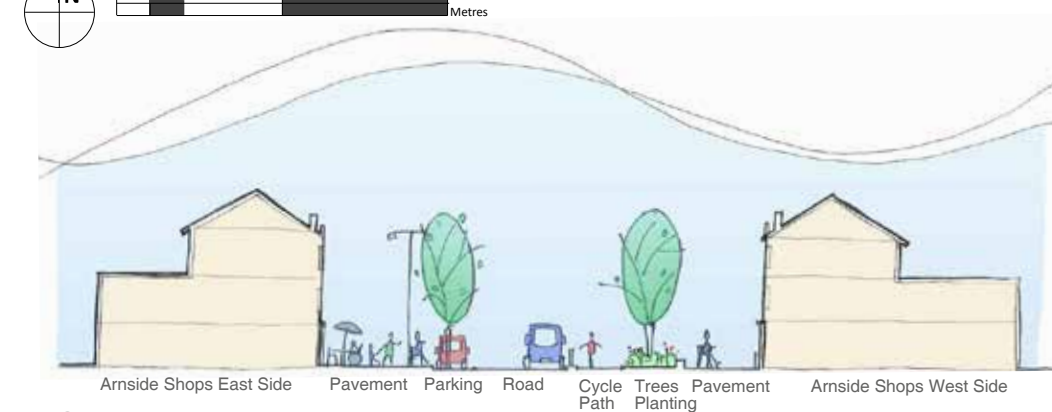 N
Metres
Arnside Shops East Side
Pavement
Parking
Road
Cycle Path
Trees Planting
Pavement
Arnside Shops West Side